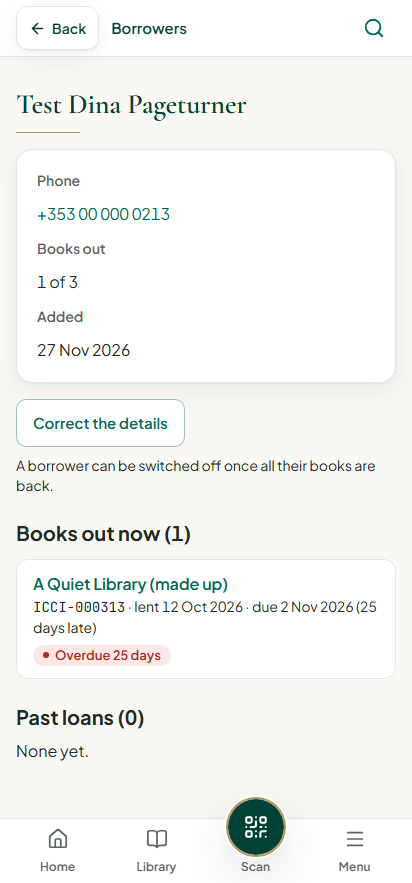 Back
Borrowers
Test Dina Pageturner
Phone
+353 00 000 0213
Books out
1 of 3
Added
27 Nov 2026
Correct the details
A borrower can be switched off once all their books are
back.
Books out now (1)
A Quiet Library (made up)
ICCI-000313 · lent 12 Oct 2026 · due 2 Nov 2026 (25
days late)
Overdue 25 days
Past loans (0)
None yet.
Home
Library
Scan
Menu